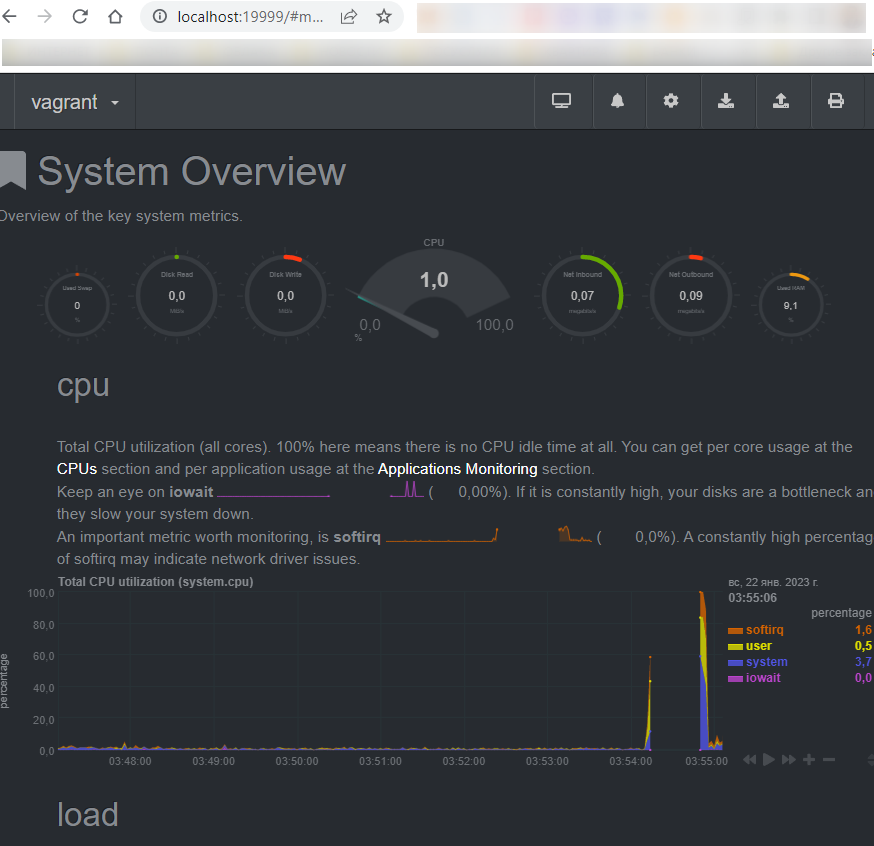 localhost:19999/#m...
vagrant
System Overview
Overview of the key system metrics.
CPU
Used Swap
0
%
Disk Read
0,0
MiB/s
Disk Write
0,0
MiB/s
1,0
0,0
100,0
%
Net Inbound
0,07
megabits/s
Net Outbound
0,09
megabits/s
Used RAM
9,1
%
cpu
Total CPU utilization (all cores). 100% here means there is no CPU idle time at all. You can get per core usage at the
CPUs section and per application usage at the Applications Monitoring section.
Keep an eye on iowait ( 0,00%). If it is constantly high, your disks are a bottleneck an
they slow your system down.
An important metric worth monitoring, is softirq ( 0,0%). A constantly high percentag
of softirq may indicate network driver issues.
Total CPU utilization (system.cpu)
вс, 22 янв. 2023 г.
03:55:06
percentage
softirq 1,6
user 0,5
system 3,7
iowait 0,0
percentage
100,0
80,0
60,0
40,0
20,0
0,0
03:48:00 03:49:00 03:50:00 03:51:00 03:52:00 03:53:00 03:54:00 03:55:00
load